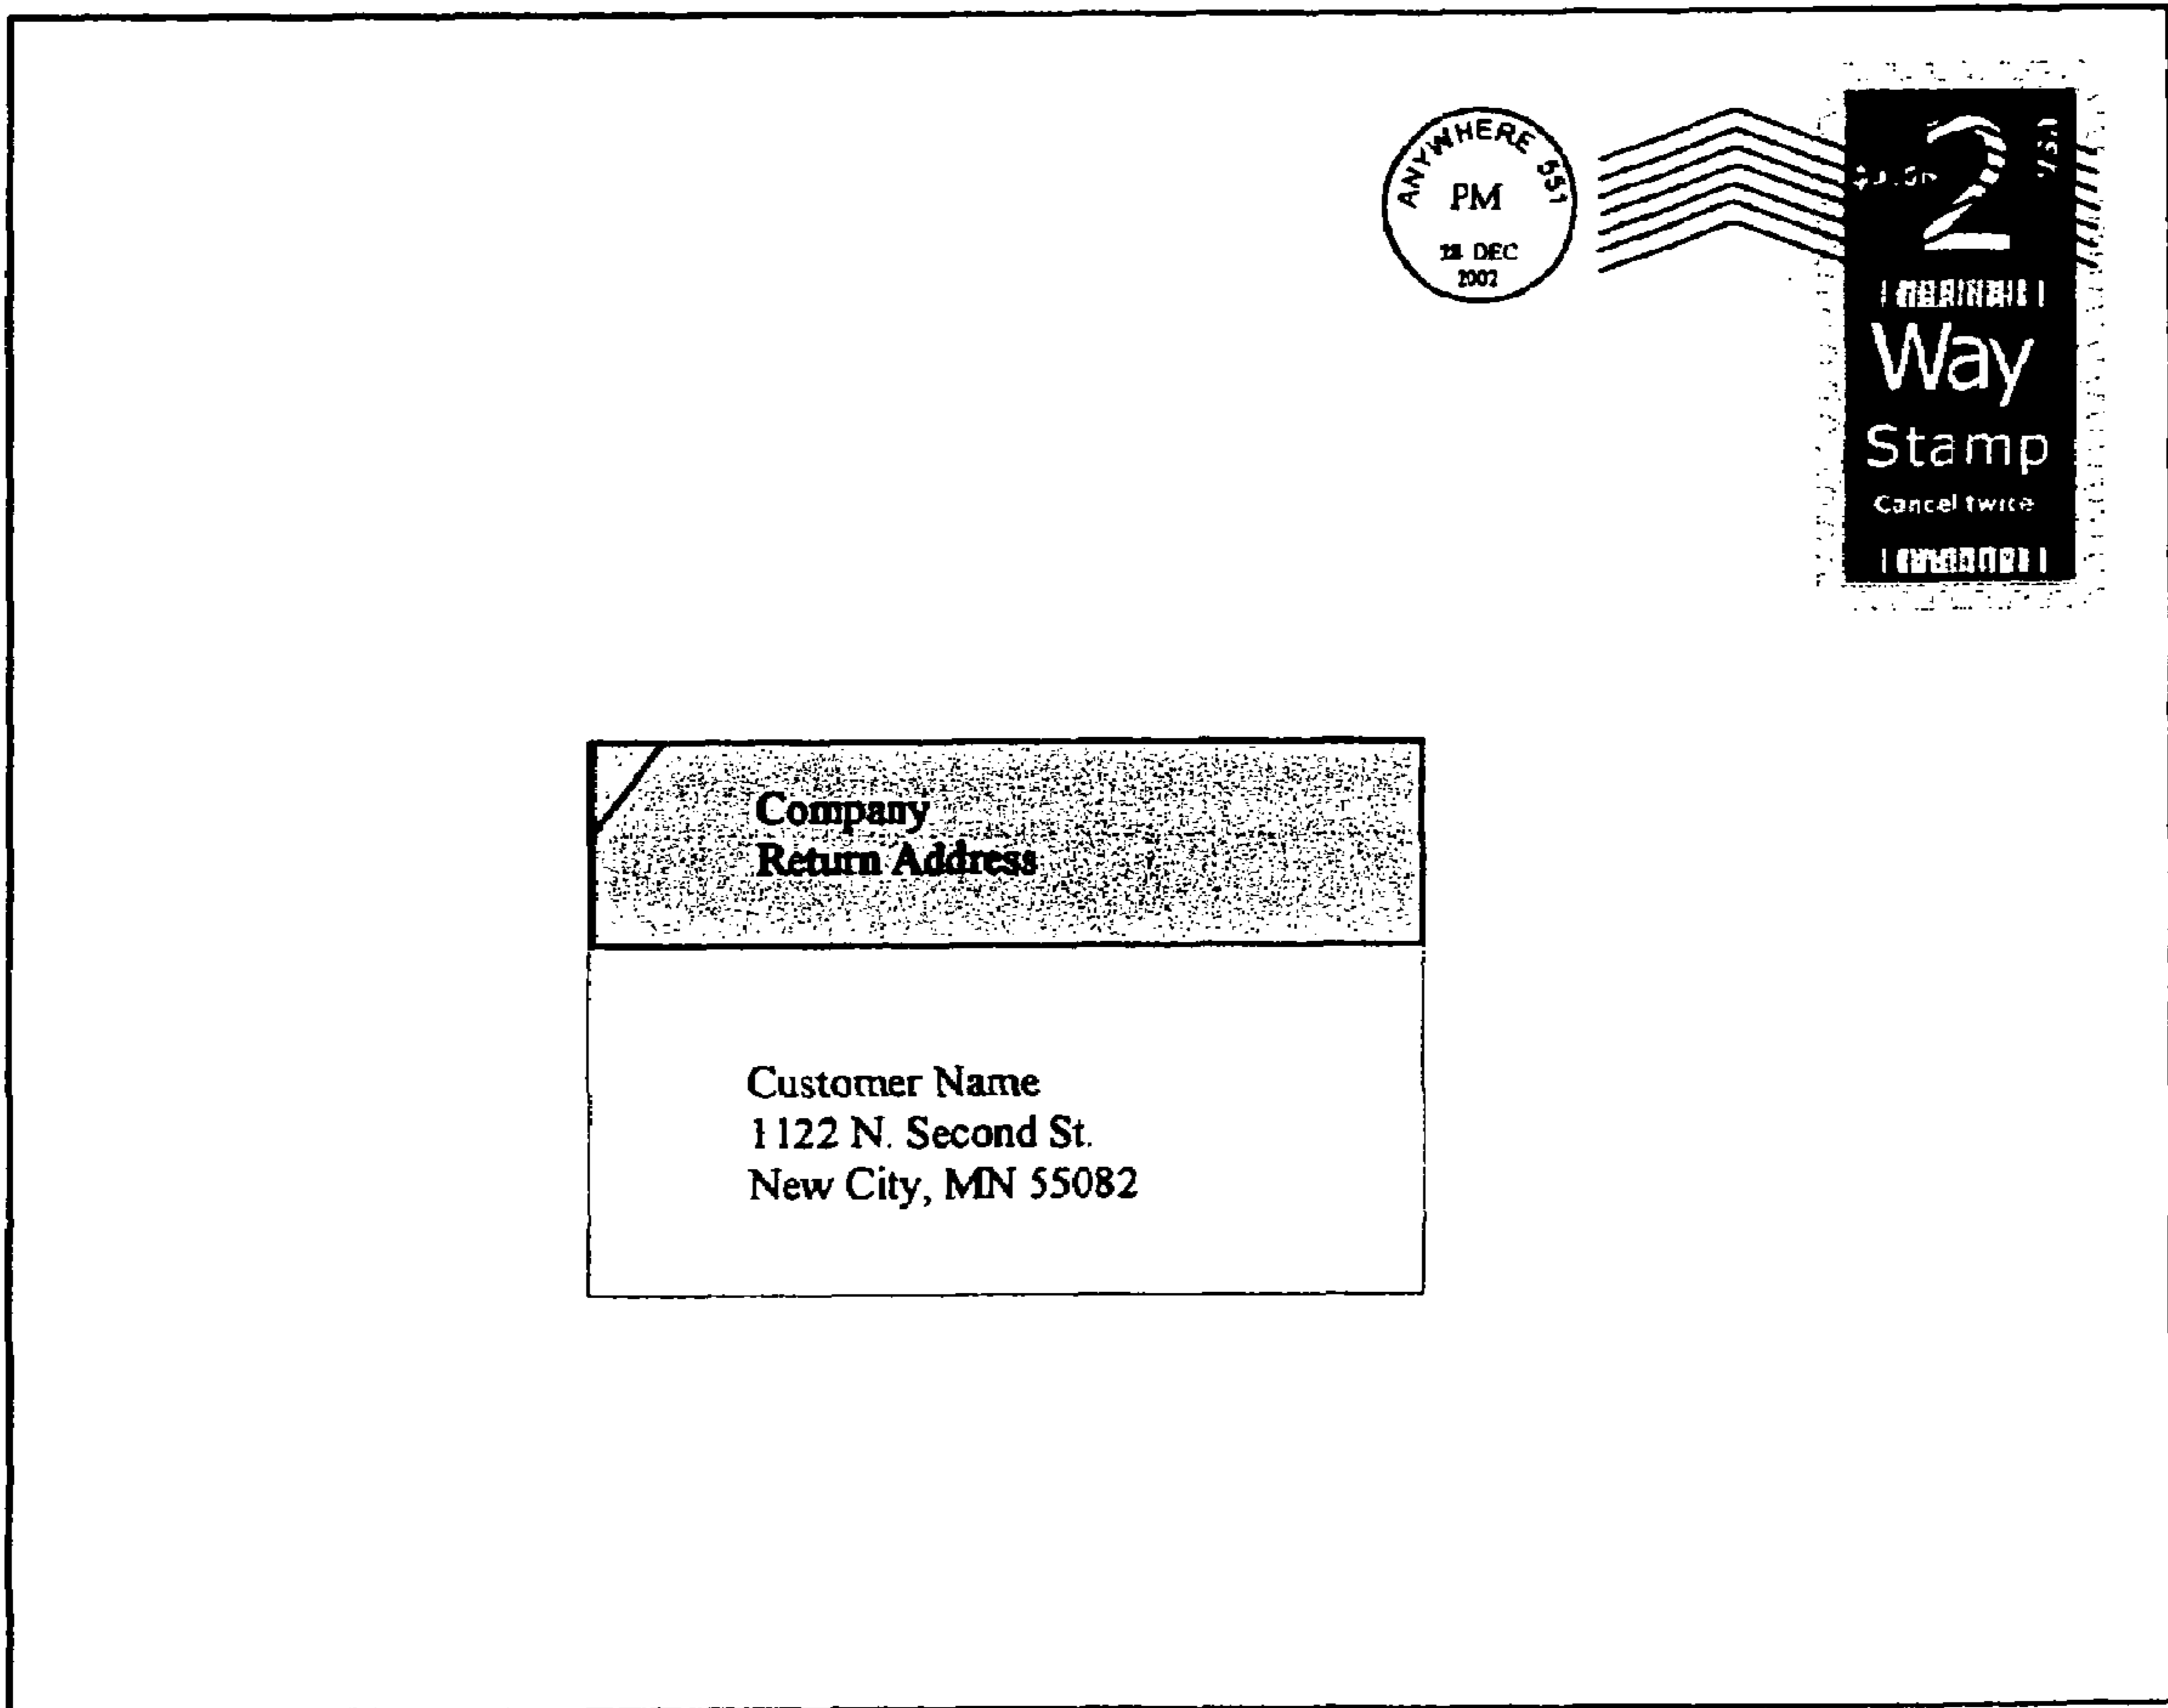 ANYWHERE 551
PM
DEC
2002
2
Way
Stamp
Cancel twice
Company
Return Address
Customer Name
1122 N. Second St.
New City, MN 55082